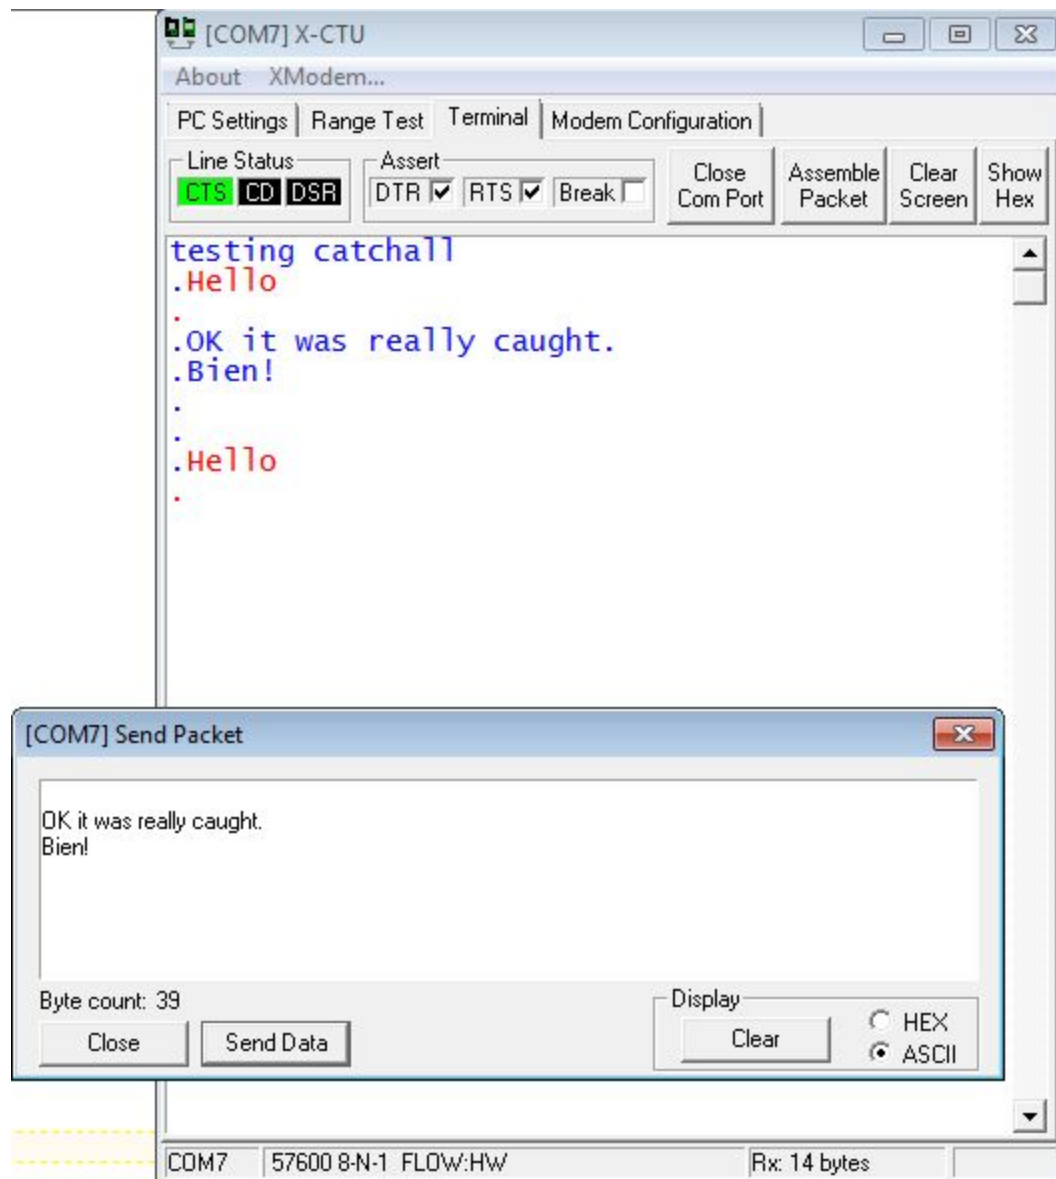 [COM7] X-CTU
About XModem...
PC Settings Range Test Terminal Modem Configuration
Line Status Assert
CTS CD DSR DTR RTS Break
Close Com Port Assemble Packet Clear Screen Show Hex
testing catchall
.Hello
.
.OK it was really caught.
.Bien!
.
.
.Hello
.
[COM7] Send Packet
OK it was really caught.
Bien!
Byte count: 39
Display
Close Send Data Clear HEX
ASCII
COM7 57600 8-N-1 FLOW:HW Rx: 14 bytes